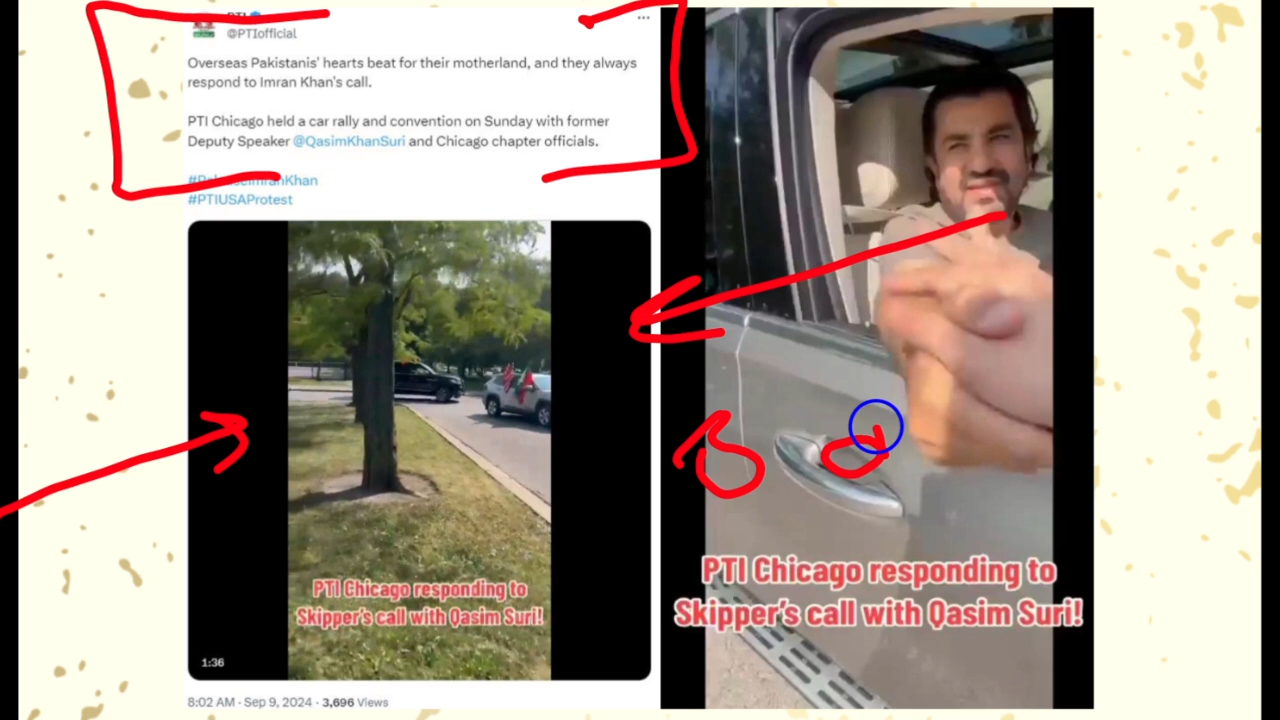 PTI
@PTIofficial
Overseas Pakistanis' hearts beat for their motherland, and they always
respond to Imran Khan's call.
PTI Chicago held a car rally and convention on Sunday with former
Deputy Speaker @QasimKhanSuri and Chicago chapter officials.
#ReleaseImranKhan
#PTIUSAProtest
PTI Chicago responding to
Skipper's call with Qasim Suri!
1:36
8:02 AM · Sep 9, 2024 · 3,696 Views
PTI Chicago responding to
Skipper's call with Qasim Suri!